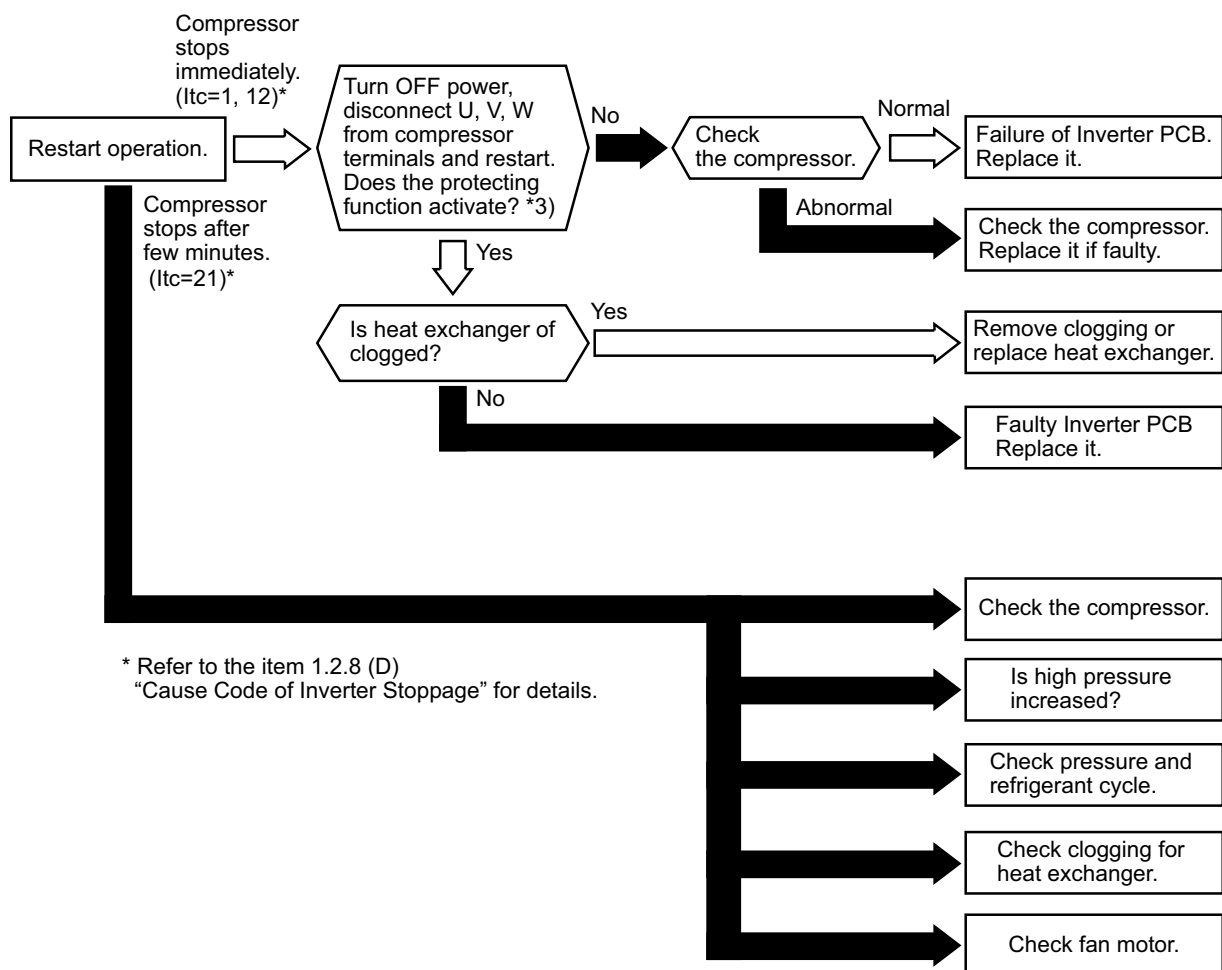 Compressor
stops
immediately.
(Itc=1, 12)*
Restart operation.
Turn OFF power,
disconnect U, V, W
from compressor
terminals and restart.
Does the protecting
function activate? *3)
No
Check
the compressor.
Normal
Failure of Inverter PCB.
Replace it.
Abnormal
Check the compressor.
Replace it if faulty.
Compressor
stops after
few minutes.
(Itc=21)*
Yes
Is heat exchanger of
clogged?
Yes
Remove clogging or
replace heat exchanger.
No
Faulty Inverter PCB
Replace it.
Check the compressor.
* Refer to the item 1.2.8 (D)
“Cause Code of Inverter Stoppage” for details.
Is high pressure
increased?
Check pressure and
refrigerant cycle.
Check clogging for
heat exchanger.
Check fan motor.